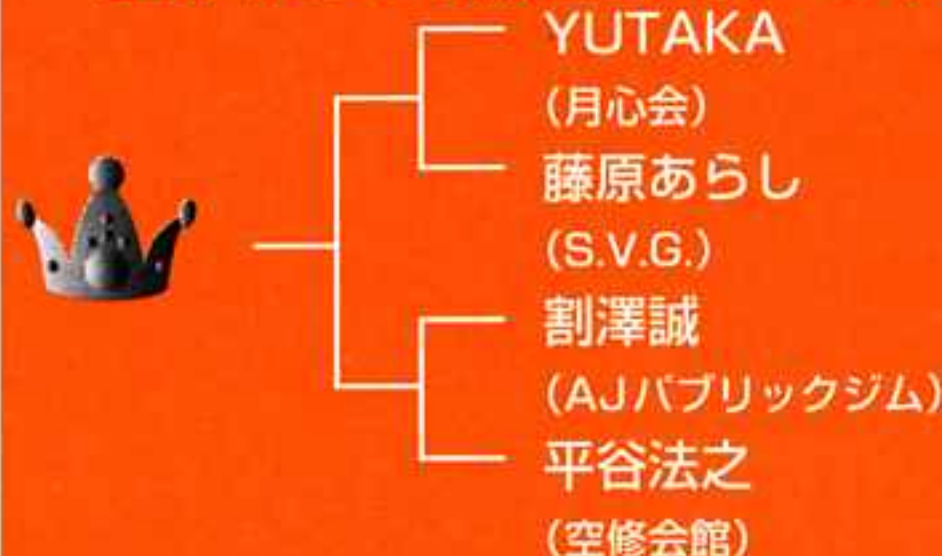 YUTAKA
（月心会）
藤原あらし
（S.V.G.）
割澤誠
（AJパブリックジム）
平谷法之
（空修会館）